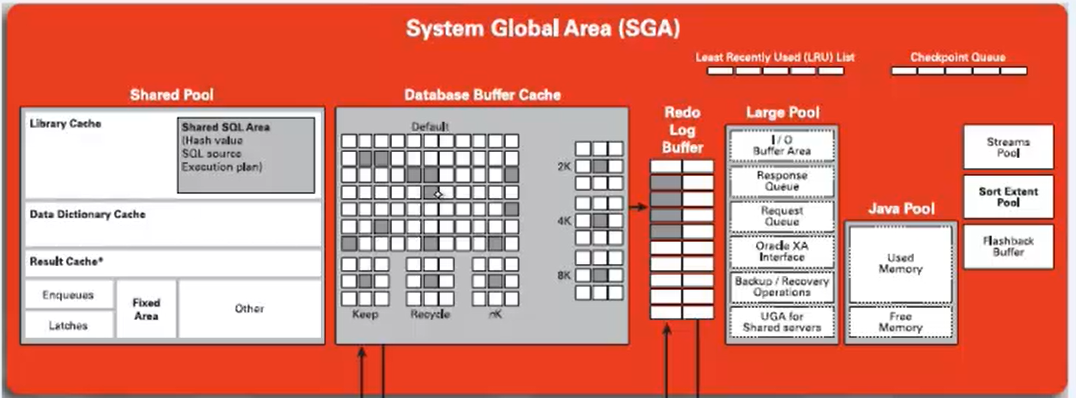 System Global Area (SGA)
Least Recently Used (LRU) List
Checkpoint Queue
Shared Pool
Library Cache
Shared SQL Area
(Hash value
SQL source
Execution plan)
Data Dictionary Cache
Result Cache*
Enqueues
Latches
Fixed
Area
Other
Database Buffer Cache
Default
2K
4K
8K
Keep
Recycle
nK
Redo
Log
Buffer
Large Pool
I / O
Buffer Area
Response
Queue
Request
Queue
Oracle XA
Interface
Backup / Recovery
Operations
UGA for
Shared servers
Java Pool
Used
Memory
Free
Memory
Streams
Pool
Sort Extent
Pool
Flashback
Buffer